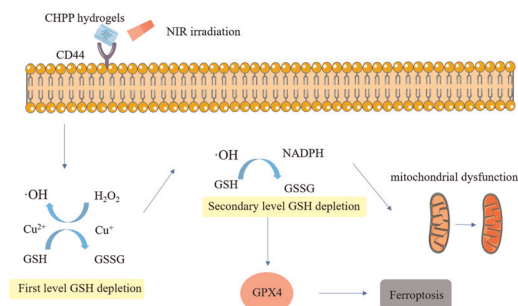 CHPP hydrogels
NIR irradiation
CD44
·OH
H₂O₂
Cu²⁺
Cu⁺
GSH
GSSG
First level GSH depletion
·OH
NADPH
GSH
GSSG
Secondary level GSH depletion
mitochondrial dysfunction
GPX4
Ferroptosis